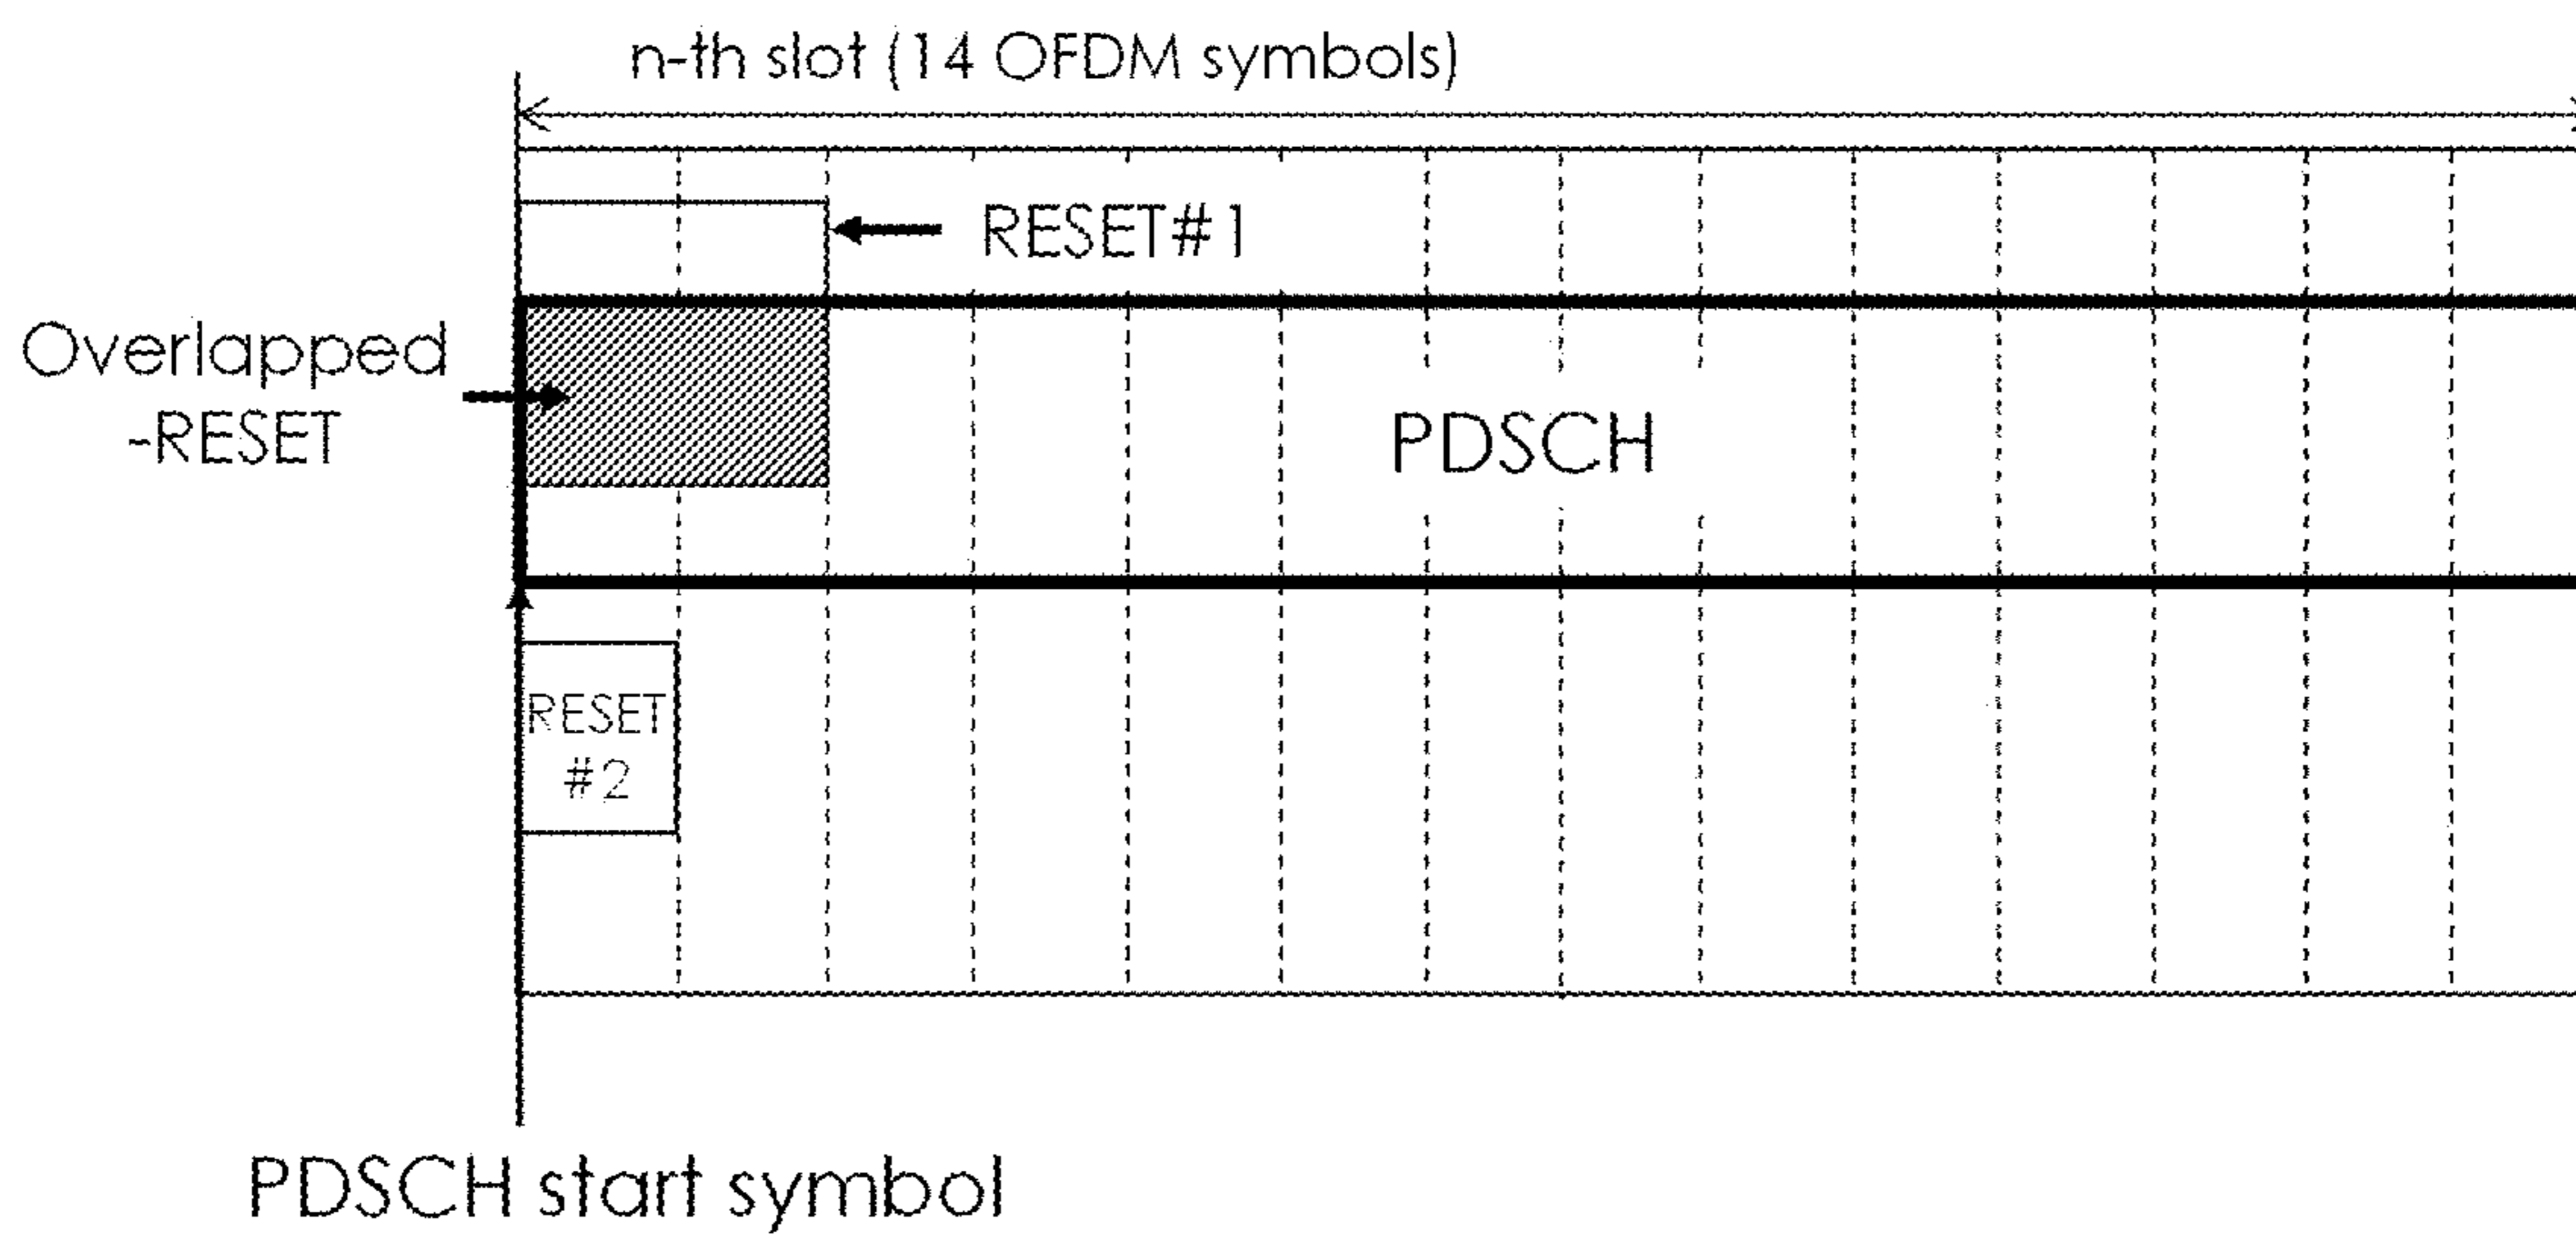 n-th slot (14 OFDM symbols)
RESET#1
Overlapped
-RESET
PDSCH
RESET
#2
PDSCH start symbol